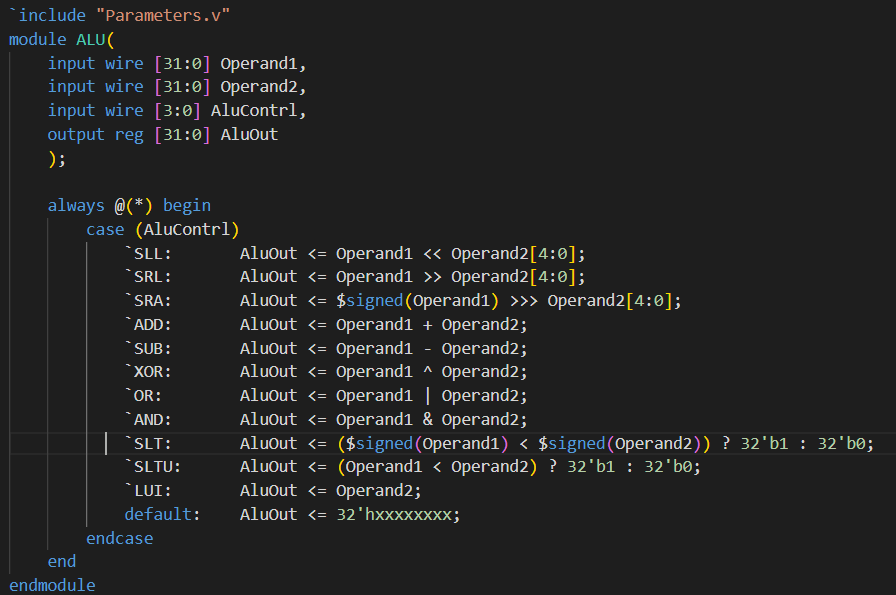 `include "Parameters.v"
module ALU(
    input wire [31:0] Operand1,
    input wire [31:0] Operand2,
    input wire [3:0] AluContrl,
    output reg [31:0] AluOut
    );

    always @(*) begin
        case (AluContrl)
            `SLL:       AluOut <= Operand1 << Operand2[4:0];
            `SRL:       AluOut <= Operand1 >> Operand2[4:0];
            `SRA:       AluOut <= $signed(Operand1) >>> Operand2[4:0];
            `ADD:       AluOut <= Operand1 + Operand2;
            `SUB:       AluOut <= Operand1 - Operand2;
            `XOR:       AluOut <= Operand1 ^ Operand2;
            `OR:        AluOut <= Operand1 | Operand2;
            `AND:       AluOut <= Operand1 & Operand2;
            `SLT:       AluOut <= ($signed(Operand1) < $signed(Operand2)) ? 32'b1 : 32'b0;
            `SLTU:      AluOut <= (Operand1 < Operand2) ? 32'b1 : 32'b0;
            `LUI:       AluOut <= Operand2;
            default:    AluOut <= 32'hxxxxxxxx;
        endcase
    end
endmodule